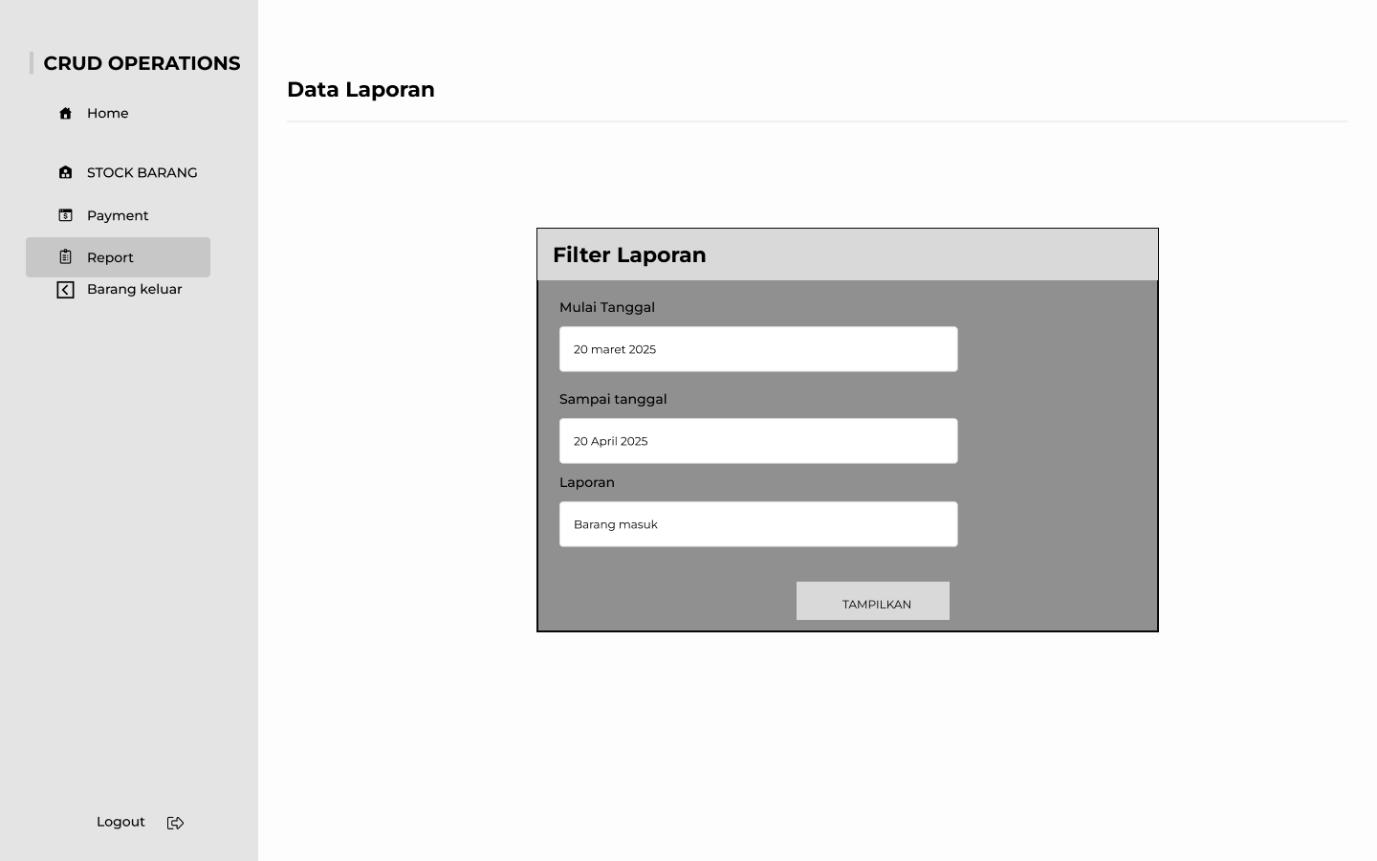 CRUD OPERATIONS
Home
STOCK BARANG
Payment
Report
Barang keluar
Logout
Data Laporan
Filter Laporan
Mulai Tanggal
20 maret 2025
Sampai tanggal
20 April 2025
Laporan
Barang masuk
TAMPILKAN